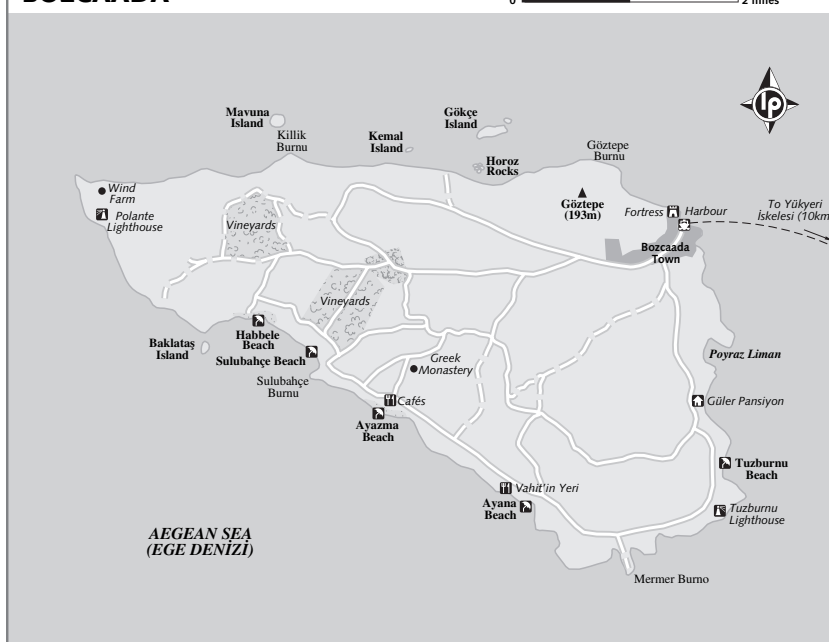 BOZCAADA
0
2 miles
Mavuna
Island
Killik
Burnu
Gökçe
Island
Kemal
Island
Horoz
Rocks
Göztepe
Burnu
lp
Wind
Farm
Polante
Lighthouse
Vineyards
Göztepe
(193m)
Fortress
Harbour
To Yükyeri
İskelesi (10km
Bozcaada
Town
Vineyards
Baklataş
Island
Habbele
Beach
Sulubahçe Beach
Sulubahçe
Burnu
Greek
Monastery
Poyraz Liman
Cafés
Ayazma
Beach
Güler Pansiyon
Tuzburnu
Beach
Vahit'in Yeri
Ayana
Beach
Tuzburnu
Lighthouse
AEGEAN SEA
(EGE DENİZİ)
Mermer Burno